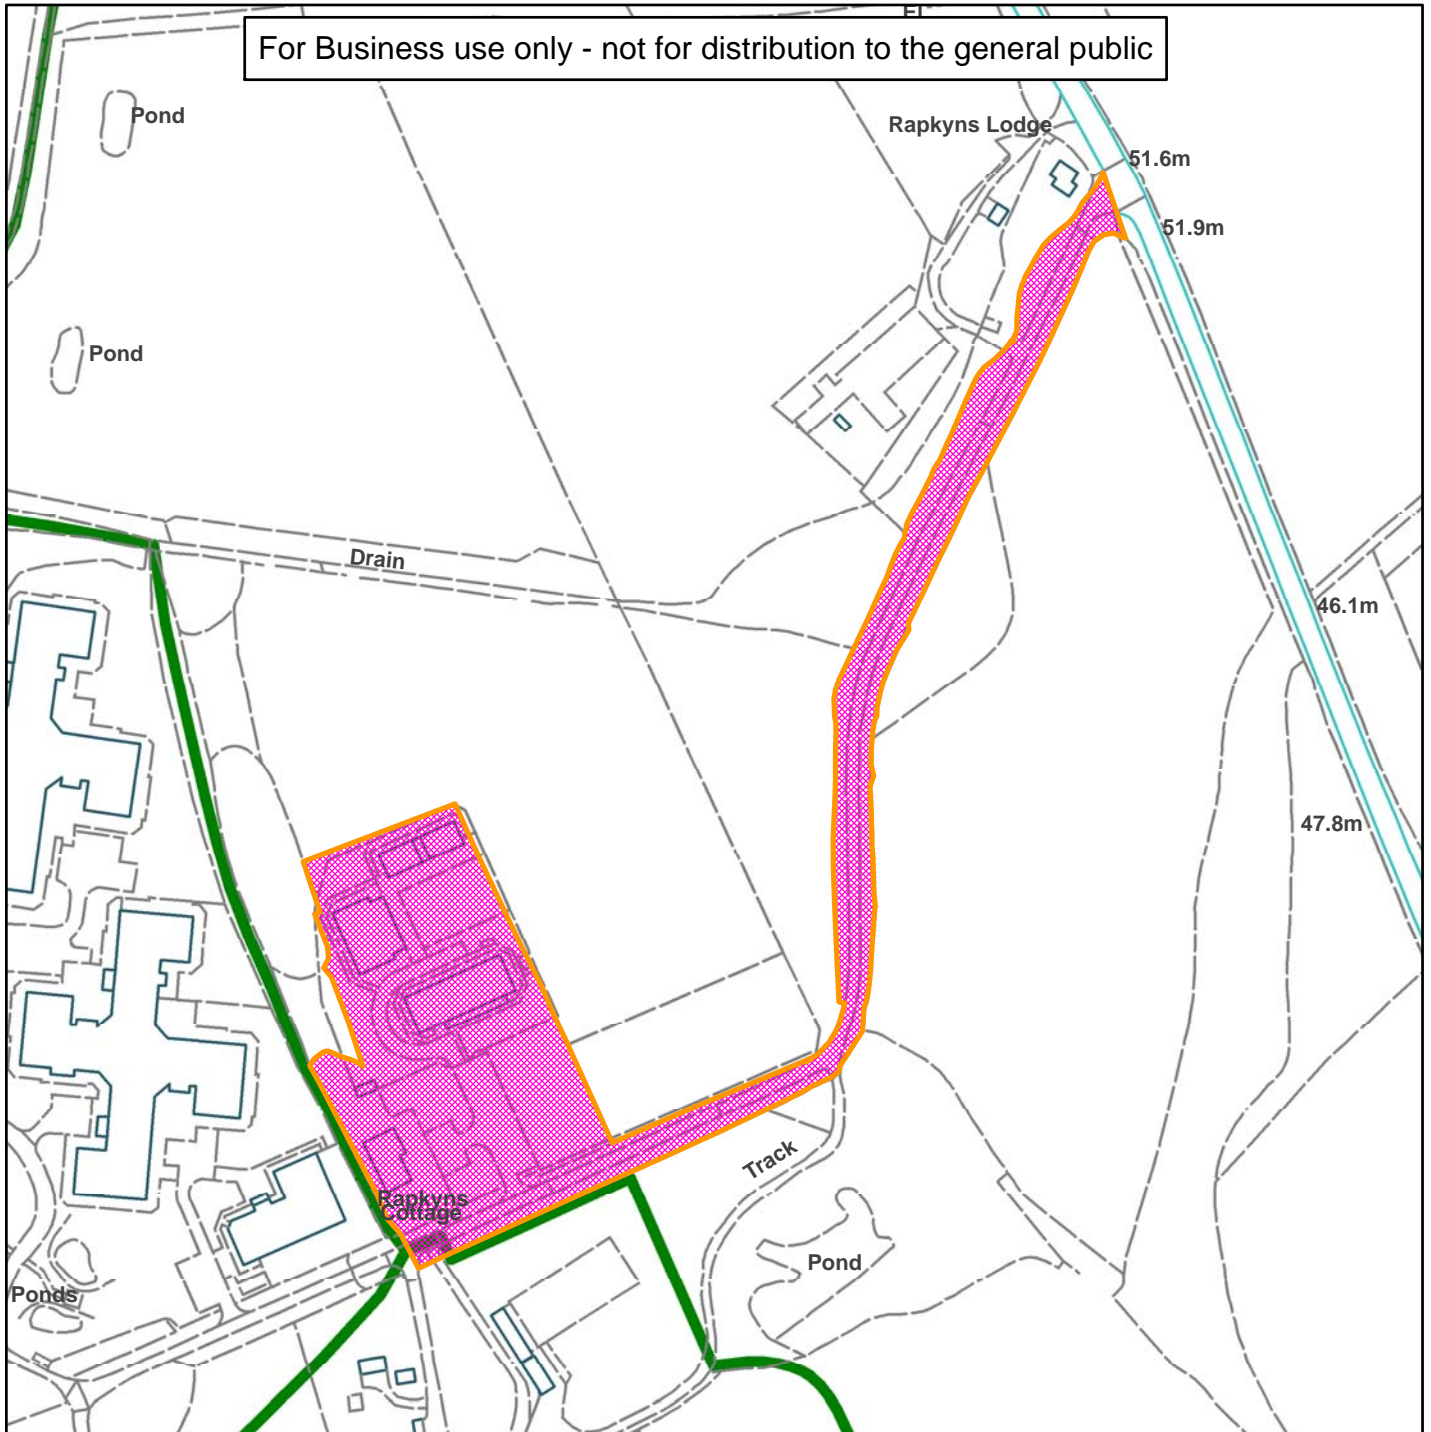 For Business use only - not for distribution to the general public
Pond
Rapkyns Lodge
51.6m
51.9m
Pond
Drain
46.1m
47.8m
Track
Rapkyns
Cottage
Pond
Ponds